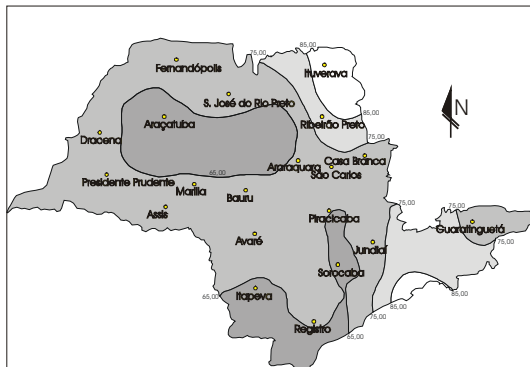 75,00
85,00
Fernandópolis
Ituverava
S. José do Rio Preto
N
85,00
Araçatuba
Ribeirão Preto
Dracena
75,00
Casa Branca
Araraquara
São Carlos
Presidente Prudente
65,00
Marília
Bauru
Assis
Piracicaba
75,00
75,00
Guaratinguetá
Avaré
Jundiaí
75,00
Sorocaba
85,00
Itapeva
65,00
85,00
Registro
75,00
65,00